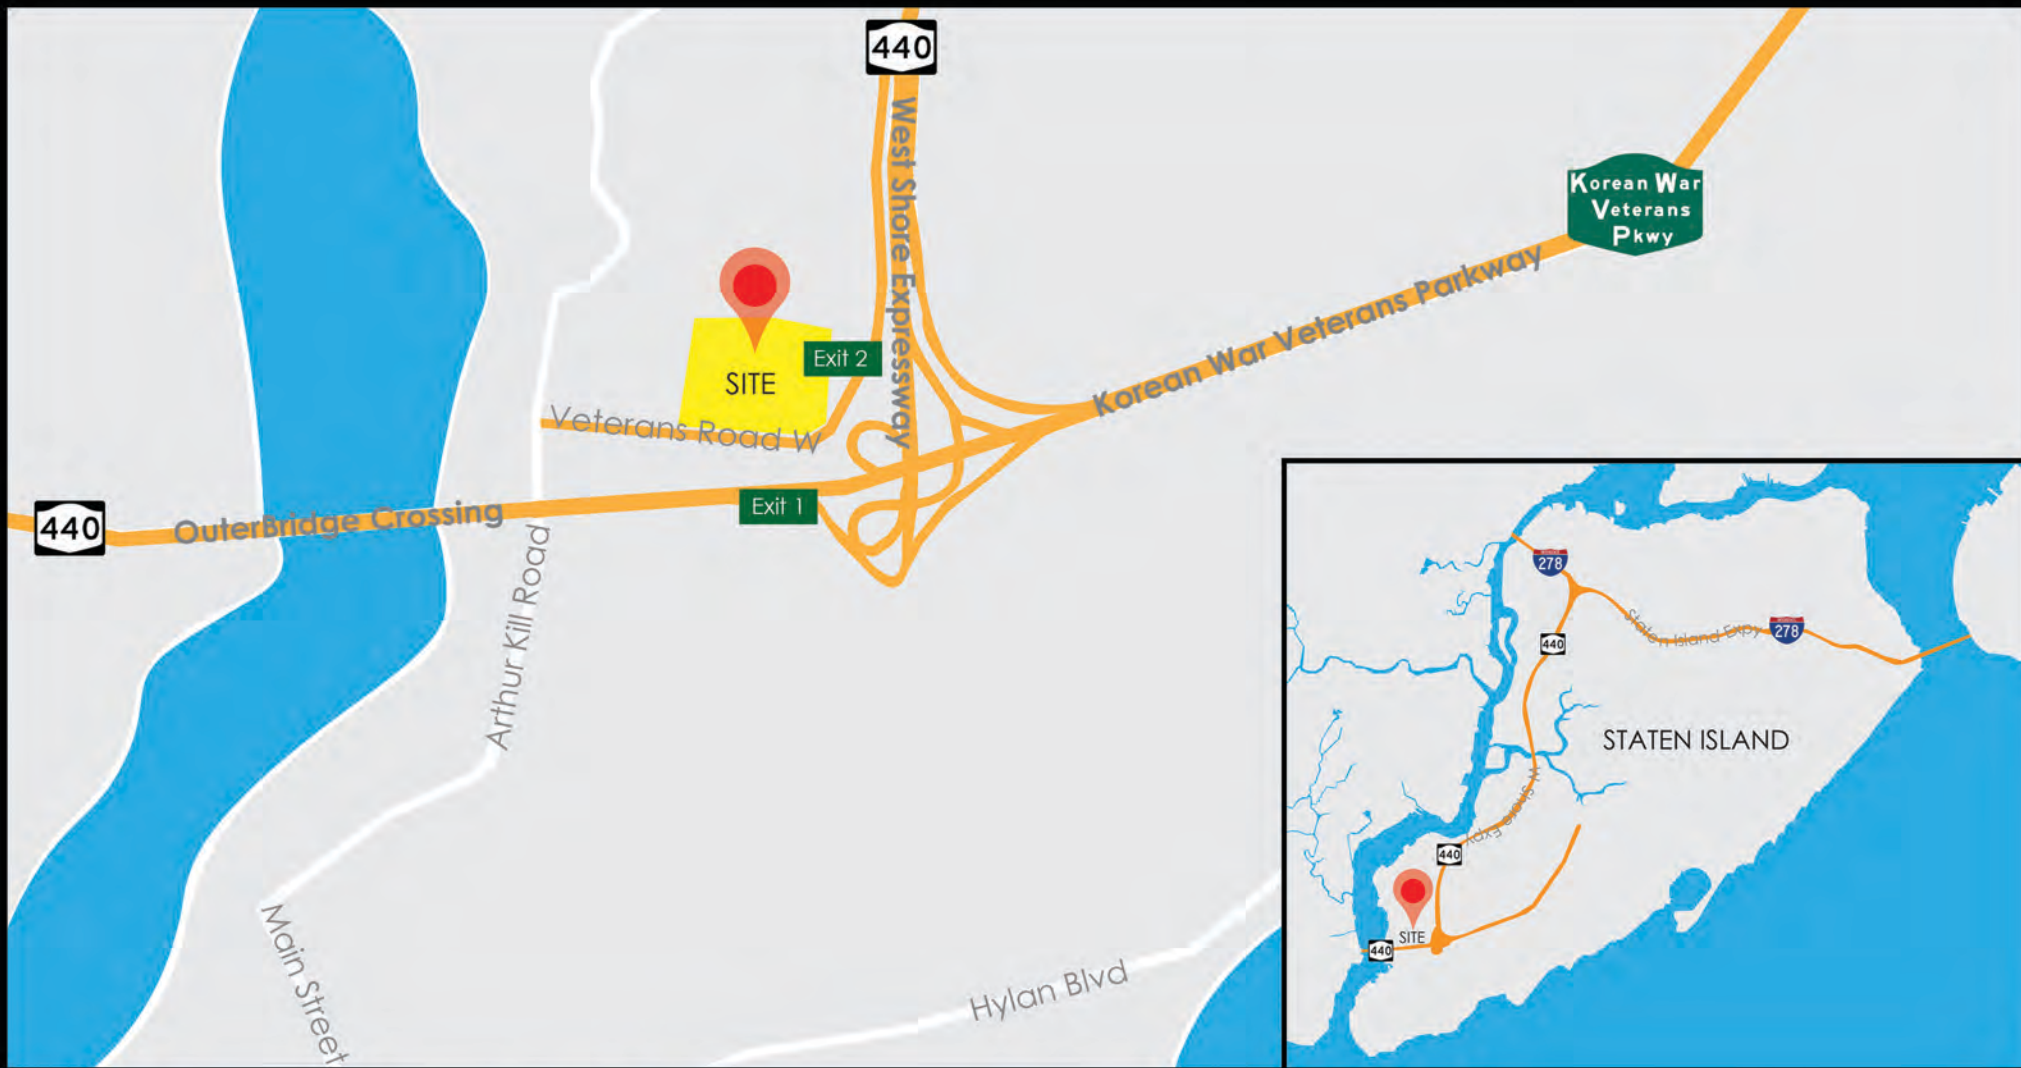 440
West Shore Expressway
Korean War
Veterans
Pkwy
Korean War Veterans Parkway
Exit 2
SITE
Veterans Road W
Exit 1
440
OuterBridge Crossing
Arthur Kill Road
Main Street
Hylan Blvd
278
Staten Island Expy
278
440
STATEN ISLAND
W Shore Expy
440
SITE
440